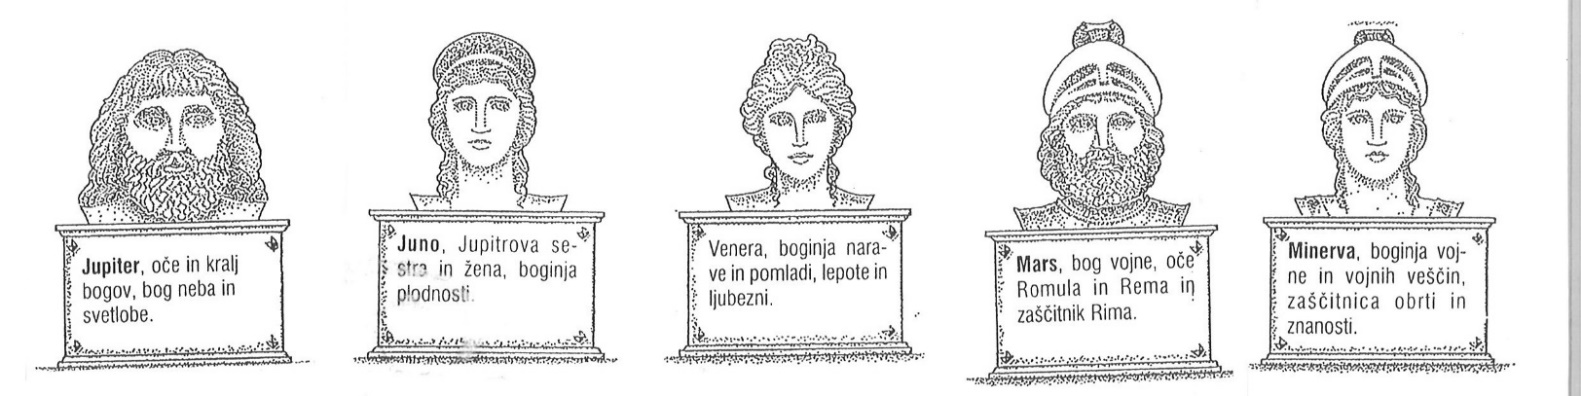 Jupiter, oče in kralj
bogov, bog neba in
svetlobe.
Juno, Jupitrova se-
stra in žena, boginja
plodnosti.
Venera, boginja nara-
ve in pomladi, lepote in
ljubezni.
Mars, bog vojne, oče
Romula in Rema in
zaščitnik Rima.
Minerva, boginja voj-
ne in vojnih veščin,
zaščitnica obrti in
znanosti.